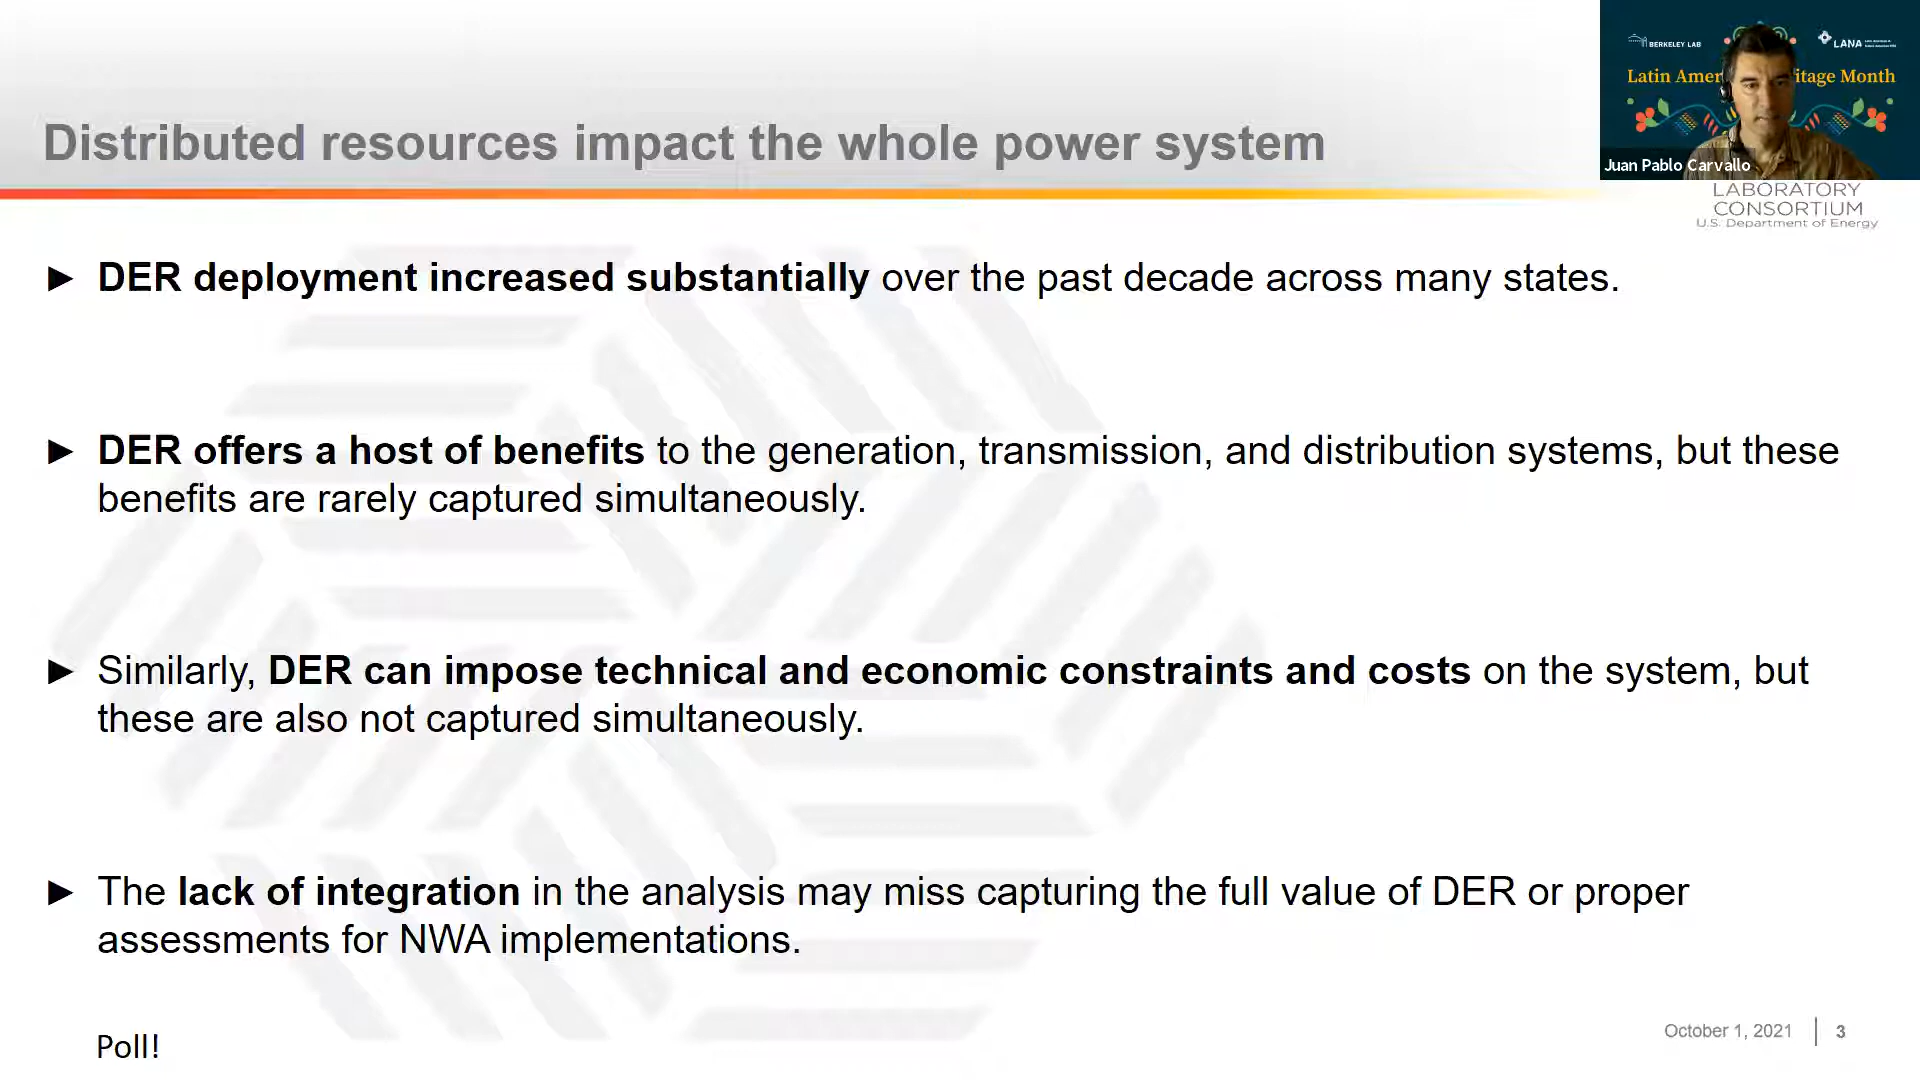 BERKELEY LAB
LANA
Latin Amer itage Month
Juan Pablo Carvallo
Distributed resources impact the whole power system
LABORATORY
CONSORTIUM
U.S. Department of Energy
► DER deployment increased substantially over the past decade across many states.
► DER offers a host of benefits to the generation, transmission, and distribution systems, but these
benefits are rarely captured simultaneously.
► Similarly, DER can impose technical and economic constraints and costs on the system, but
these are also not captured simultaneously.
► The lack of integration in the analysis may miss capturing the full value of DER or proper
assessments for NWA implementations.
Poll!
October 1, 2021
3